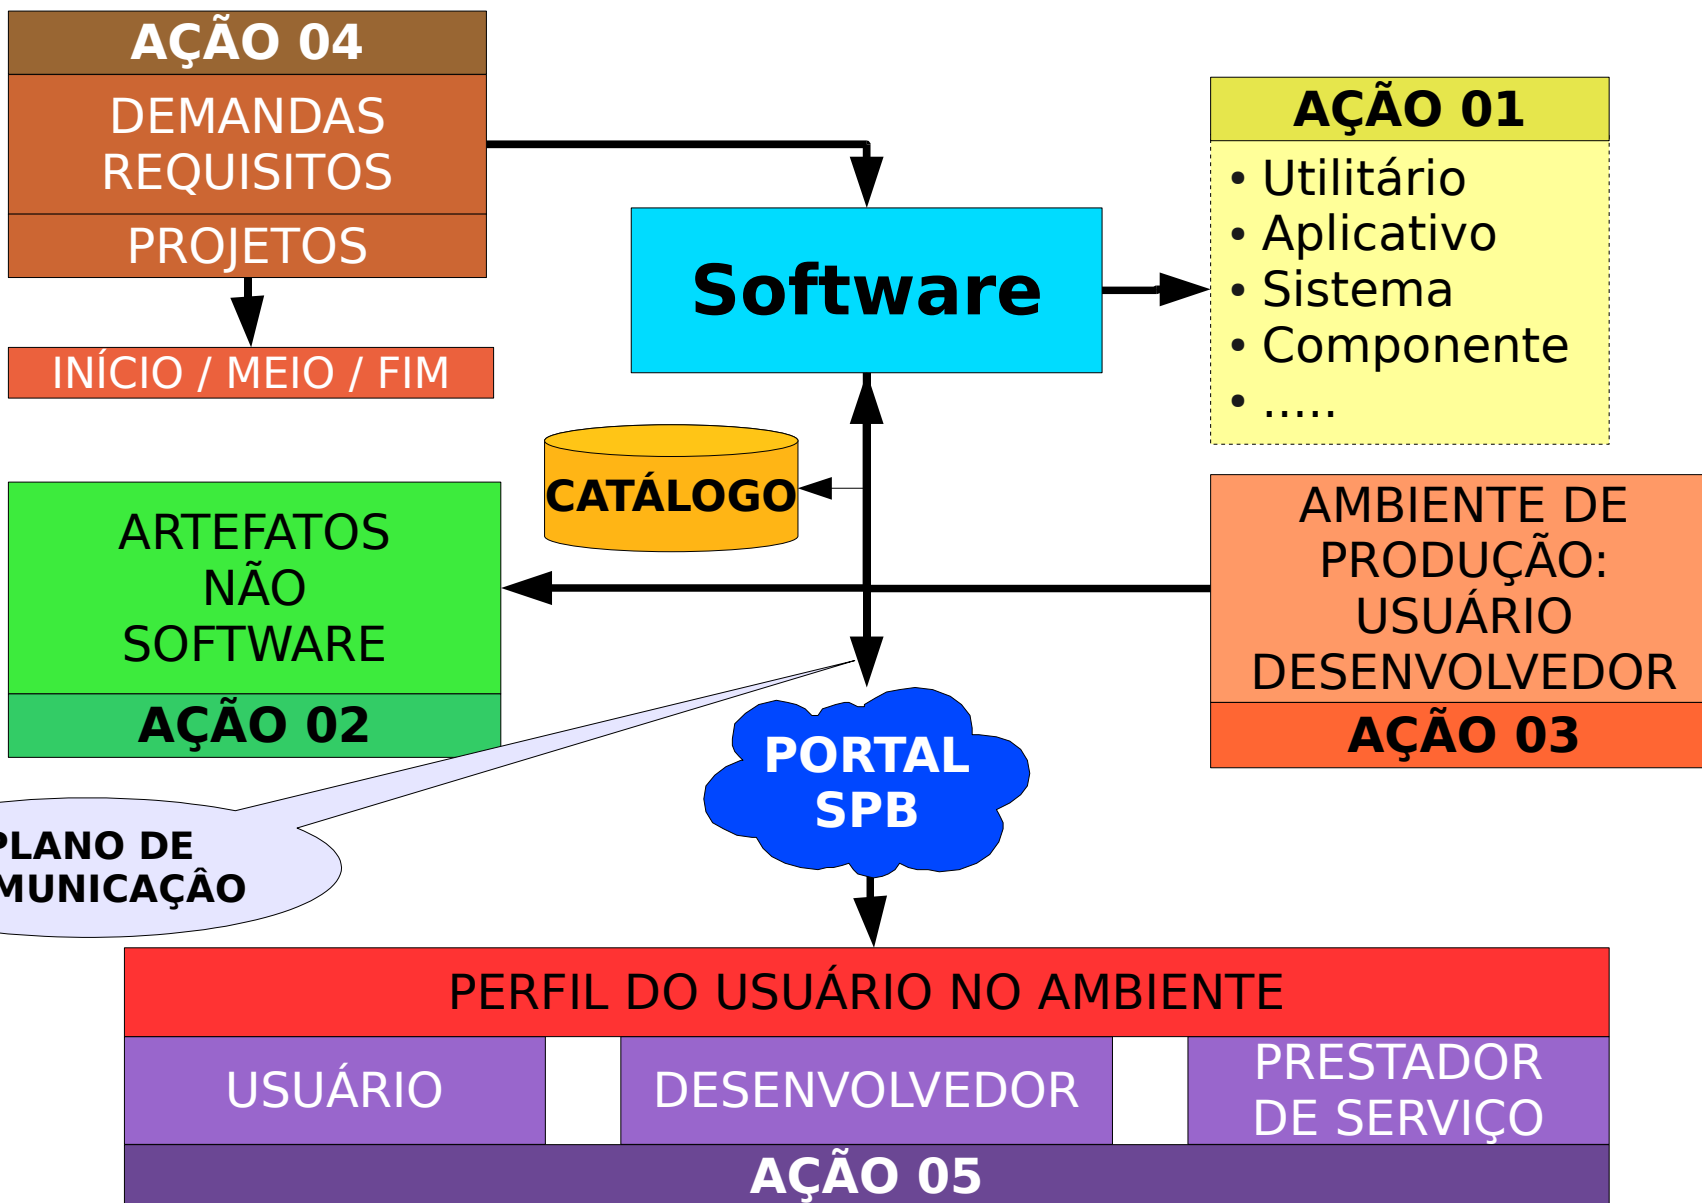 AÇÃO 04
DEMANDAS
REQUISITOS
PROJETOS
INÍCIO / MEIO / FIM
Software
AÇÃO 01
• Utilitário
• Aplicativo
• Sistema
• Componente
• .....
CATÁLOGO
ARTEFATOS
NÃO
SOFTWARE
AÇÃO 02
AMBIENTE DE
PRODUÇÃO:
USUÁRIO
DESENVOLVEDOR
AÇÃO 03
PORTAL
SPB
PLANO DE
MUNICAÇÂO
PERFIL DO USUÁRIO NO AMBIENTE
USUÁRIO
DESENVOLVEDOR
PRESTADOR
DE SERVIÇO
AÇÃO 05